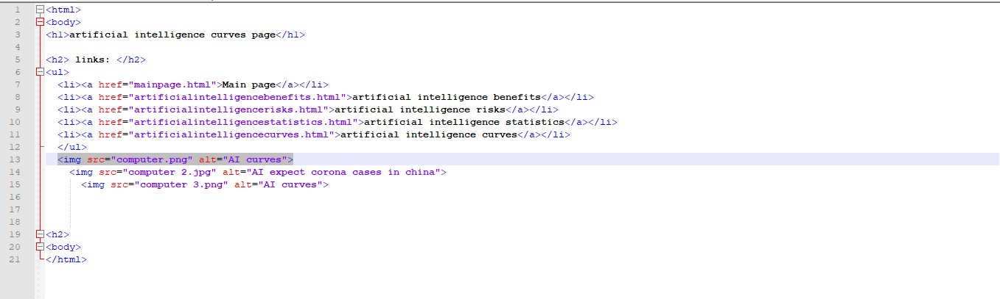 1 <html>
2 <body>
3 <h1>artificial intelligence curves page</h1>
4
5 <h2> links: </h2>
6 <ul>
7 <li><a href="mainpage.html">Main page</a></li>
8 <li><a href="artificialintelligencebenefits.html">artificial intelligence benefits</a></li>
9 <li><a href="artificialintelligencerisks.html">artificial intelligence risks</a></li>
10 <li><a href="artificialintelligencestatistics.html">artificial intelligence statistics</a></li>
11 <li><a href="artificialintelligencecurves.html">artificial intelligence curves</a></li>
12 </ul>
13 <img src="computer.png" alt="AI curves">
14 <img src="computer 2.jpg" alt="AI expect corona cases in china">
15 <img src="computer 3.png" alt="AI curves">
16
17
18
19 <h2>
20 <body>
21 </html>